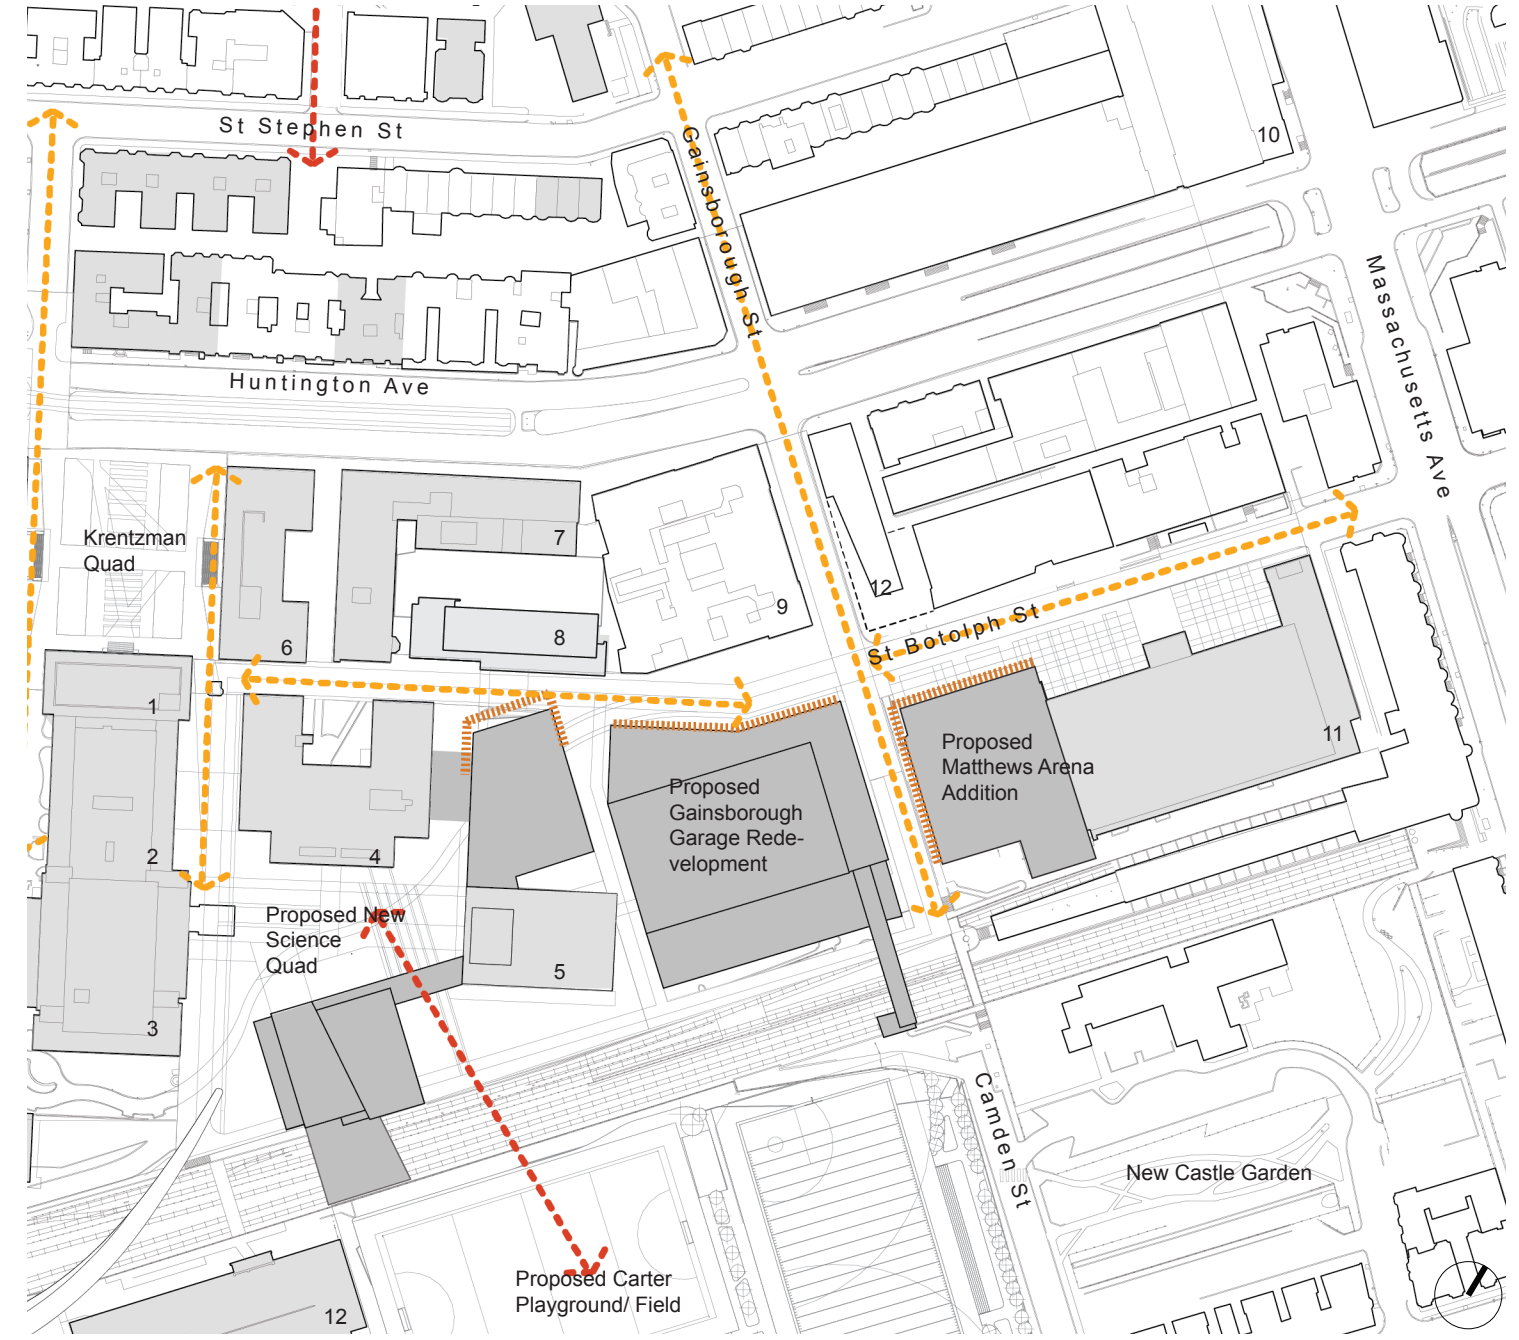 St Stephen St
Gainsborough St
10
Massachusetts Ave
Huntington Ave
Krentzman
Quad
7
6
8
9
12
St Botolph St
1
2
3
4
5
11
Proposed
Matthews Arena
Addition
Proposed
Gainsborough
Garage Rede-
velopment
Proposed New
Science
Quad
Camden St
New Castle Garden
Proposed Carter
Playground/ Field
12